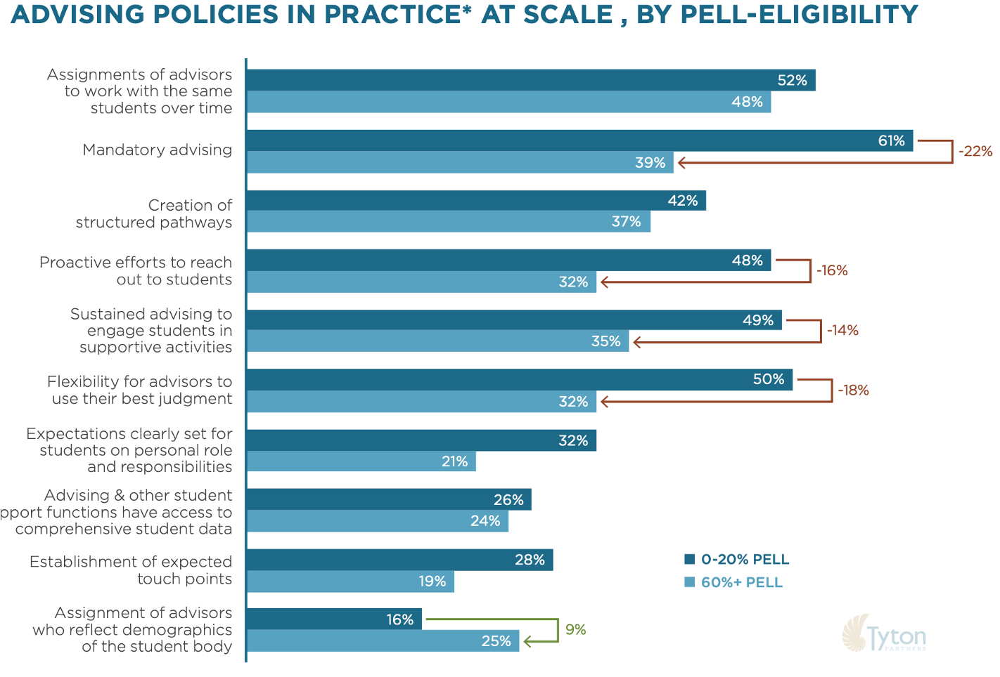 ADVISING POLICIES IN PRACTICE* AT SCALE , BY PELL-ELIGIBILITY
Assignments of advisors
to work with the same
students over time
52%
48%
Mandatory advising
61%
39%
-22%
Creation of
structured pathways
42%
37%
Proactive efforts to reach
out to students
48%
32%
-16%
Sustained advising to
engage students in
supportive activities
49%
35%
-14%
Flexibility for advisors to
use their best judgment
50%
32%
-18%
Expectations clearly set for
students on personal role
and responsibilities
32%
21%
Advising & other student
pport functions have access to
comprehensive student data
26%
24%
Establishment of expected
touch points
28%
19%
Assignment of advisors
who reflect demographics
of the student body
16%
25%
9%
0-20% PELL
60%+ PELL
Tyton
PARTNERS